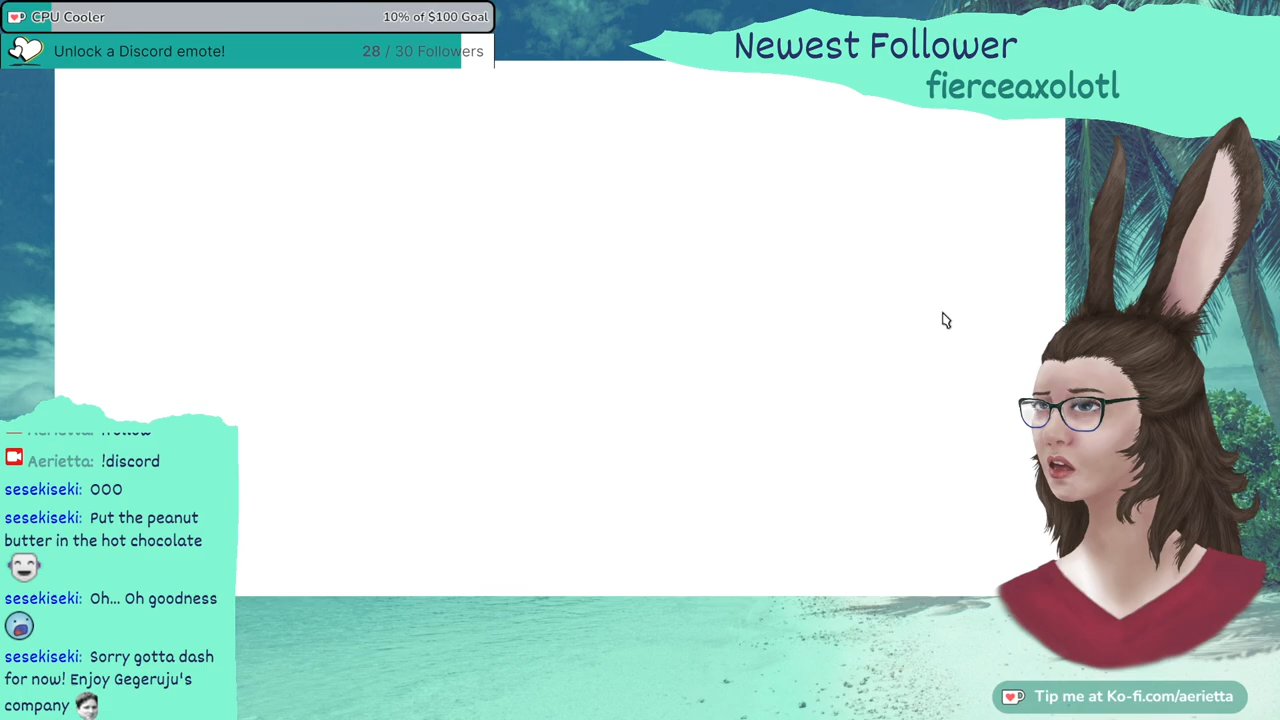 CPU Cooler 10% of $100 Goal
Unlock a Discord emote! 28 / 30 Followers
Newest Follower
fierceaxolotl
Aerietta: !follow
Aerietta: !discord
sesekiseki: OOO
sesekiseki: Put the peanut
butter in the hot chocolate
sesekiseki: Oh... Oh goodness
sesekiseki: Sorry gotta dash
for now! Enjoy Gegeruju's
company
Tip me at Ko-fi.com/aerietta